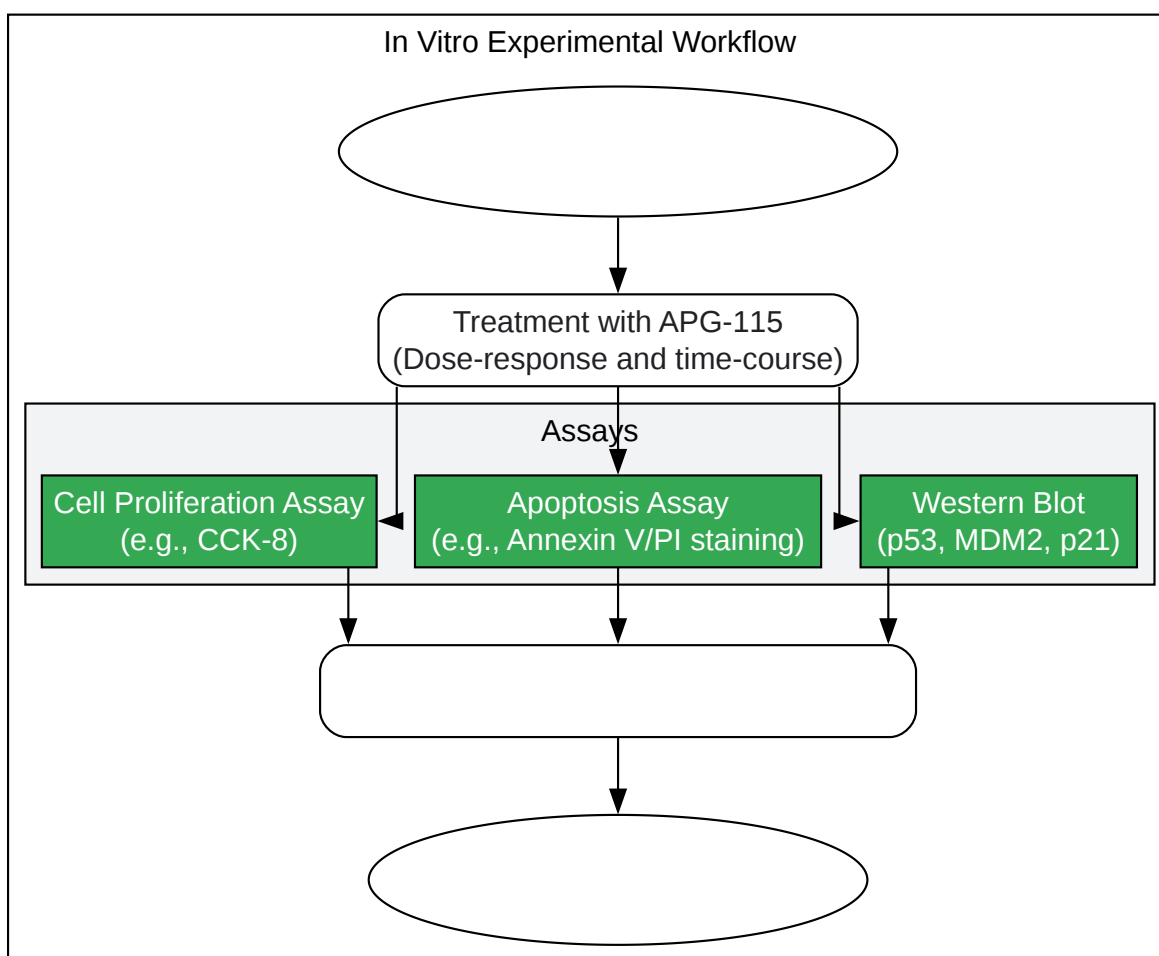 In Vitro Experimental Workflow
Treatment with APG-115
(Dose-response and time-course)
Assays
Cell Proliferation Assay
(e.g., CCK-8)
Apoptosis Assay
(e.g., Annexin V/PI staining)
Western Blot
(p53, MDM2, p21)